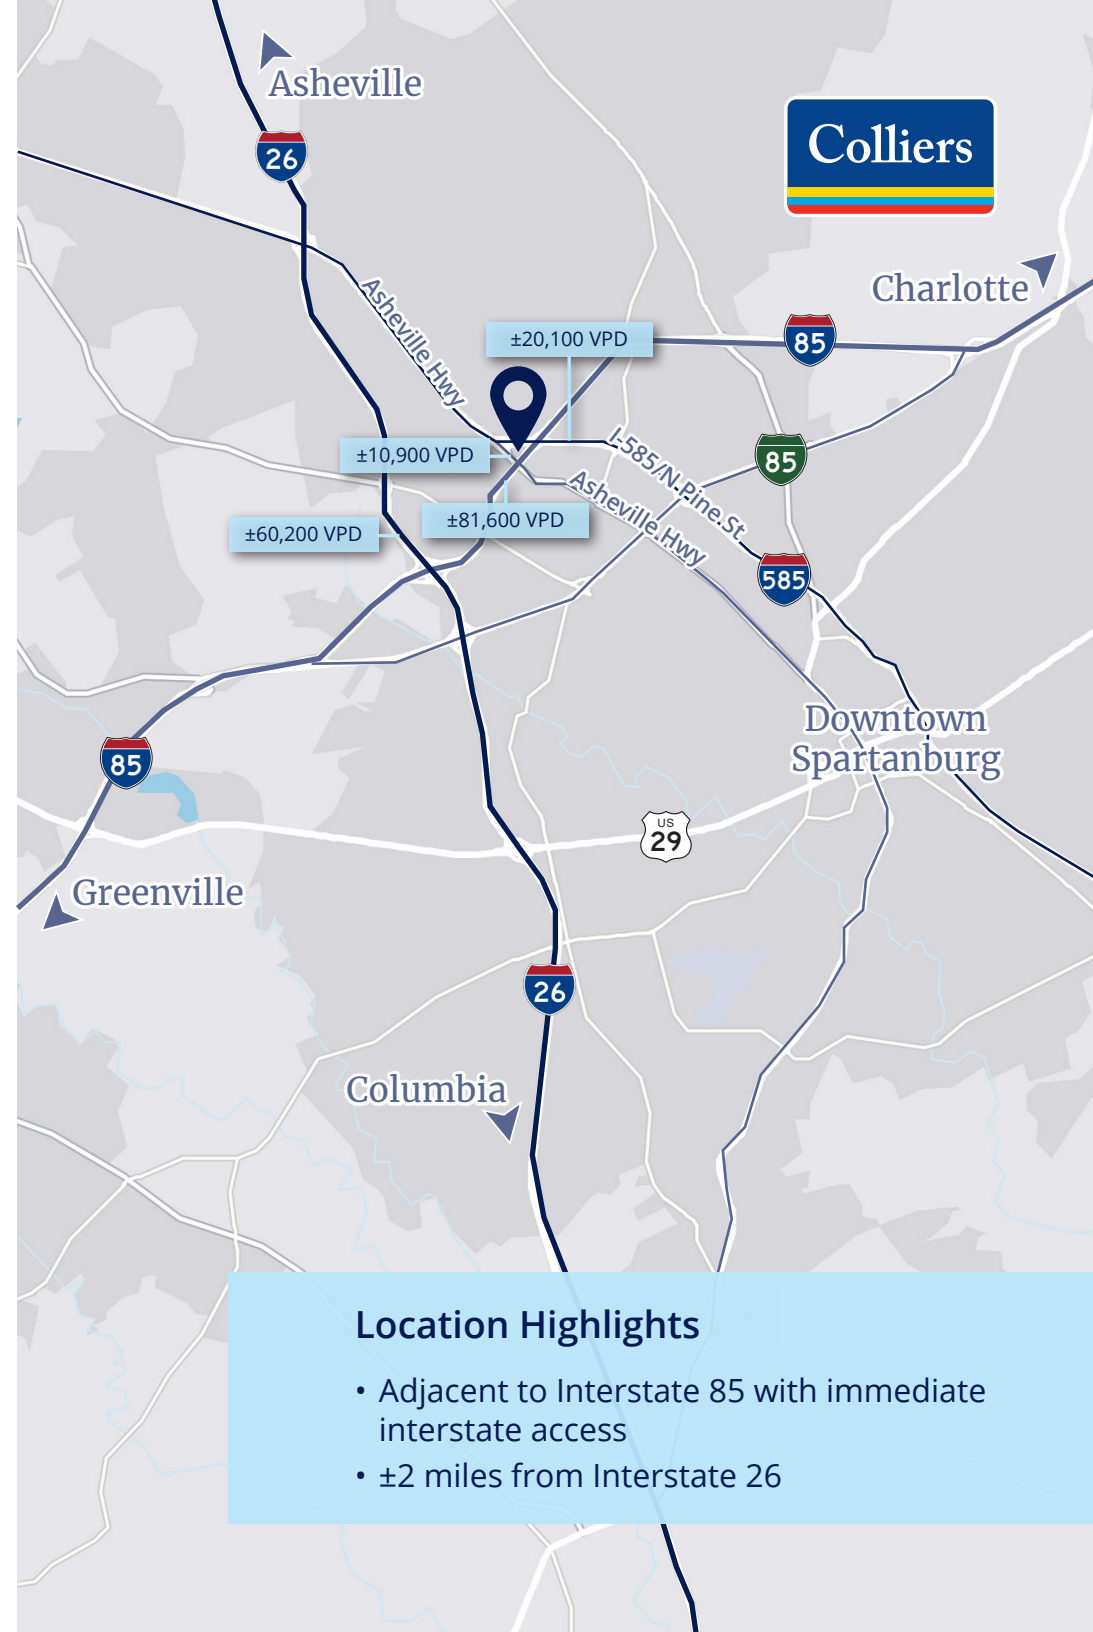 Asheville
26
Colliers
Charlotte
Asheville Hwy
±20,100 VPD
85
±10,900 VPD
I-585/N Pine St
85
Asheville Hwy
±81,600 VPD
±60,200 VPD
585
Downtown
Spartanburg
85
US
29
Greenville
26
Columbia
Location Highlights
• Adjacent to Interstate 85 with immediate
interstate access
• ±2 miles from Interstate 26